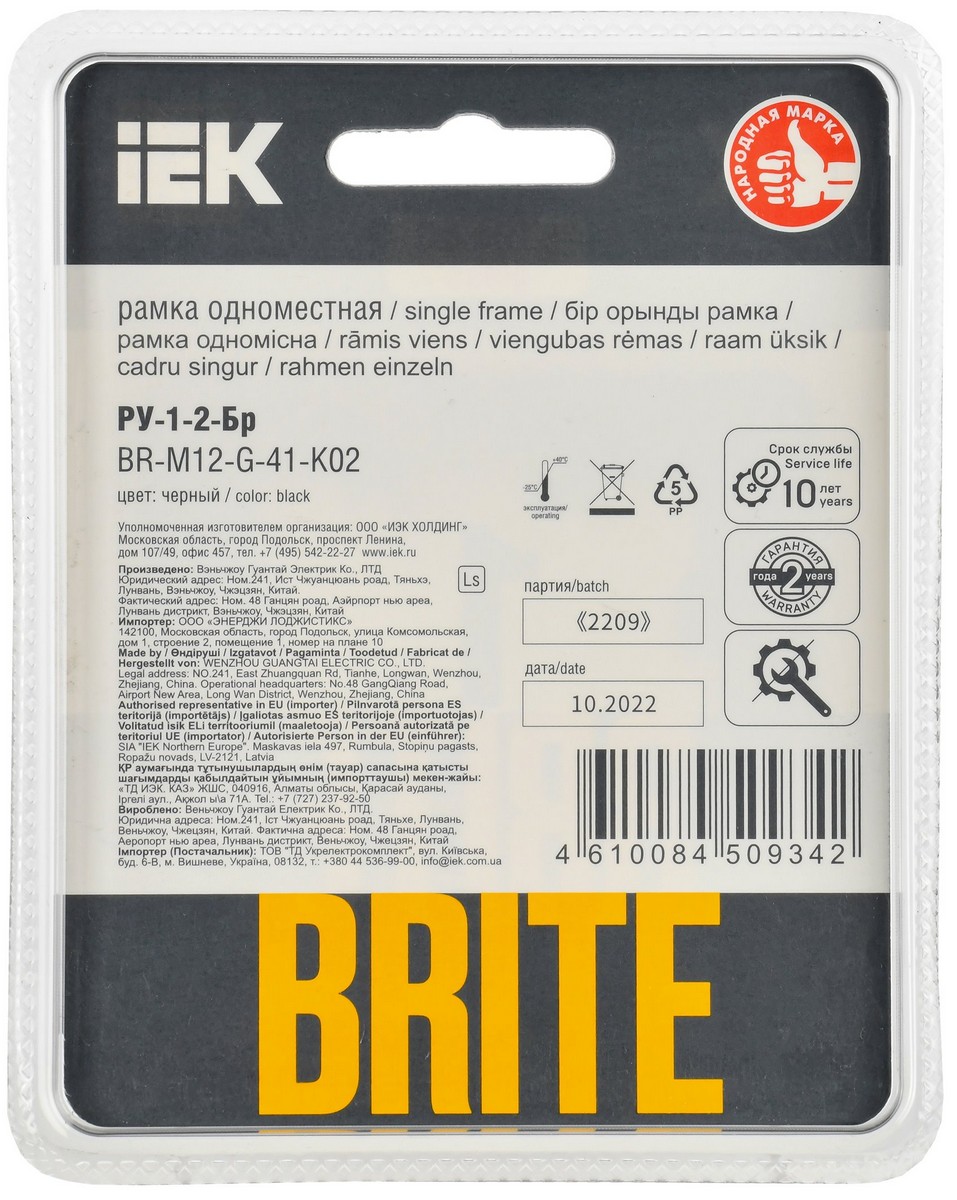 iEK
НАРОДНАЯ МАРКА
рамка одноместная / single frame / бір орынды рамка /
рамка одномісна / rāmis viens / viengubas rėmas / raam üksik /
cadru singur / rahmen einzeln
РУ-1-2-Бр
BR-M12-G-41-K02
цвет: черный / color: black
Уполномоченная изготовителем организация: ООО «ИЭК ХОЛДИНГ»
Московская область, город Подольск, проспект Ленина,
дом 107/49, офис 457, тел. +7 (495) 542-22-27 www.iek.ru
Произведено: Вэньчжоу Гуантай Электрик Ко., ЛТД
Юридический адрес: Ном.241, Ист Чжуанцюань роад, Тяньхэ,
Лунвань, Вэньчжоу, Чжэцзян, Китай.
Фактический адрес: Ном. 48 Ганцян роад, Аэйрпорт нью ареа,
Лунвань дистрикт, Вэньчжоу, Чжэцзян, Китай
Импортер: ООО «ЭНЕРДЖИ ЛОДЖИСТИКС»
142100, Московская область, город Подольск, улица Комсомольская,
дом 1, строение 2, помещение 1, номер на плане 10
Made by / Өндіруші / Izgatavot / Pagaminta / Toodetud / Fabricat de /
Hergestellt von: WENZHOU GUANGTAI ELECTRIC CO., LTD.
Legal address: NO.241, East Zhuangquan Rd, Tianhe, Longwan, Wenzhou,
Zhejiang, China. Operational headquarters: No.48 GangQiang Road,
Airport New Area, Long Wan District, Wenzhou, Zhejiang, China
Authorised representative in EU (importer) / Pilnvarotā persona ES
teritorijā (importētājs) / Įgaliotas asmuo ES teritorijoje (importuotojas) /
Volitatud isik ELi territooriumil (maaletooja) / Persoană autorizată pe
teritoriul UE (importator) / Autorisierte Person in der EU (einführer):
SIA "IEK Northern Europe". Maskavas iela 497, Rumbula, Stopiņu pagasts,
Ropažu novads, LV-2121, Latvia
ҚР аумағында тұтынушылардың өнім (тауар) сапасына қатысты
шағымдарды қабылдайтын ұйымның (импорттаушы) мекен-жайы:
«ТД ИЭК. КАЗ» ЖШС, 040916, Алматы облысы, Қарасай ауданы,
Іргелі аул., Ақжол ы\а 71А. Tel.: +7 (727) 237-92-50
Вироблено: Веньчжоу Гуантай Електрик Ко., ЛТД.
Юридична адреса: Ном.241, Іст Чжуанцюань роад, Тяньхе, Лунвань,
Веньчжоу, Чжецзян, Китай. Фактична адреса: Ном. 48 Ганцян роад,
Аеропорт нью ареа, Лунвань дистрикт, Веньчжоу, Чжецзян, Китай
Імпортер (Постачальник): ТОВ "ТД Укрелектрокомплект", вул. Київська,
буд. 6-В, м. Вишневе, Україна, 08132, т.: +380 44 536-99-00, info@iek.com.ua
Ls
+40°C
-25°C
эксплуатация/
operating
5
PP
Срок службы
Service life
10 лет
years
ГАРАНТИЯ
года 2 years
WARRANTY
партия/batch
《2209》
дата/date
10.2022
4 610084 509342
BRITE